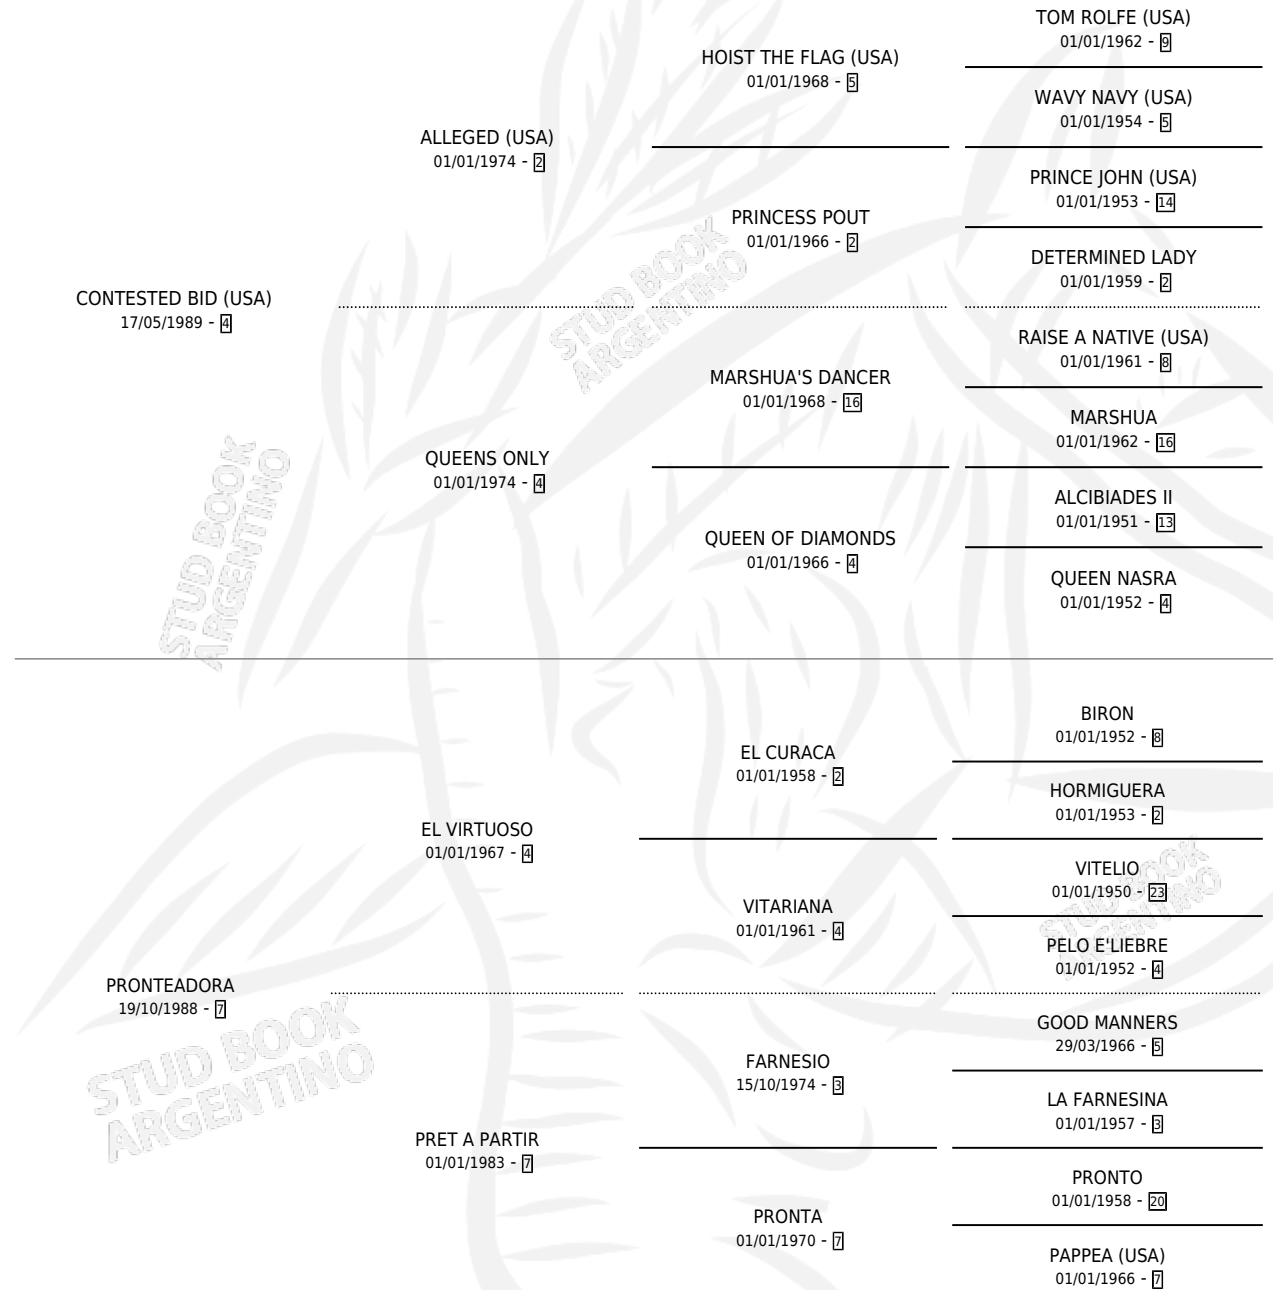 TOM ROLFE (USA)
01/01/1962 - 9
HOIST THE FLAG (USA)
01/01/1968 - 5
WAVY NAVY (USA)
01/01/1954 - 5
ALLEGED (USA)
01/01/1974 - 2
PRINCE JOHN (USA)
01/01/1953 - 14
PRINCESS POUT
01/01/1966 - 2
DETERMINED LADY
01/01/1959 - 2
CONTESTED BID (USA)
17/05/1989 - 4
STUD BOOK
ARGENTINO
RAISE A NATIVE (USA)
01/01/1961 - 8
MARSHUA'S DANCER
01/01/1968 - 16
MARSHUA
01/01/1962 - 16
QUEENS ONLY
01/01/1974 - 4
ALCIBIADES II
01/01/1951 - 13
QUEEN OF DIAMONDS
01/01/1966 - 4
QUEEN NASRA
01/01/1952 - 4
STUD BOOK
ARGENTINO
BIRON
01/01/1952 - 8
EL CURACA
01/01/1958 - 2
HORMIGUERA
01/01/1953 - 2
EL VIRTUOSO
01/01/1967 - 4
VITELIO
01/01/1950 - 23
STUD BOOK
ARGENTINO
VITARIANA
01/01/1961 - 4
PELO E'LIEBRE
01/01/1952 - 4
PRONTEADORA
19/10/1988 - 7
STUD BOOK
ARGENTINO
GOOD MANNERS
29/03/1966 - 5
FARNESIO
15/10/1974 - 3
LA FARNESINA
01/01/1957 - 3
PRET A PARTIR
01/01/1983 - 7
PRONTO
01/01/1958 - 20
PRONTA
01/01/1970 - 7
PAPPEA (USA)
01/01/1966 - 7